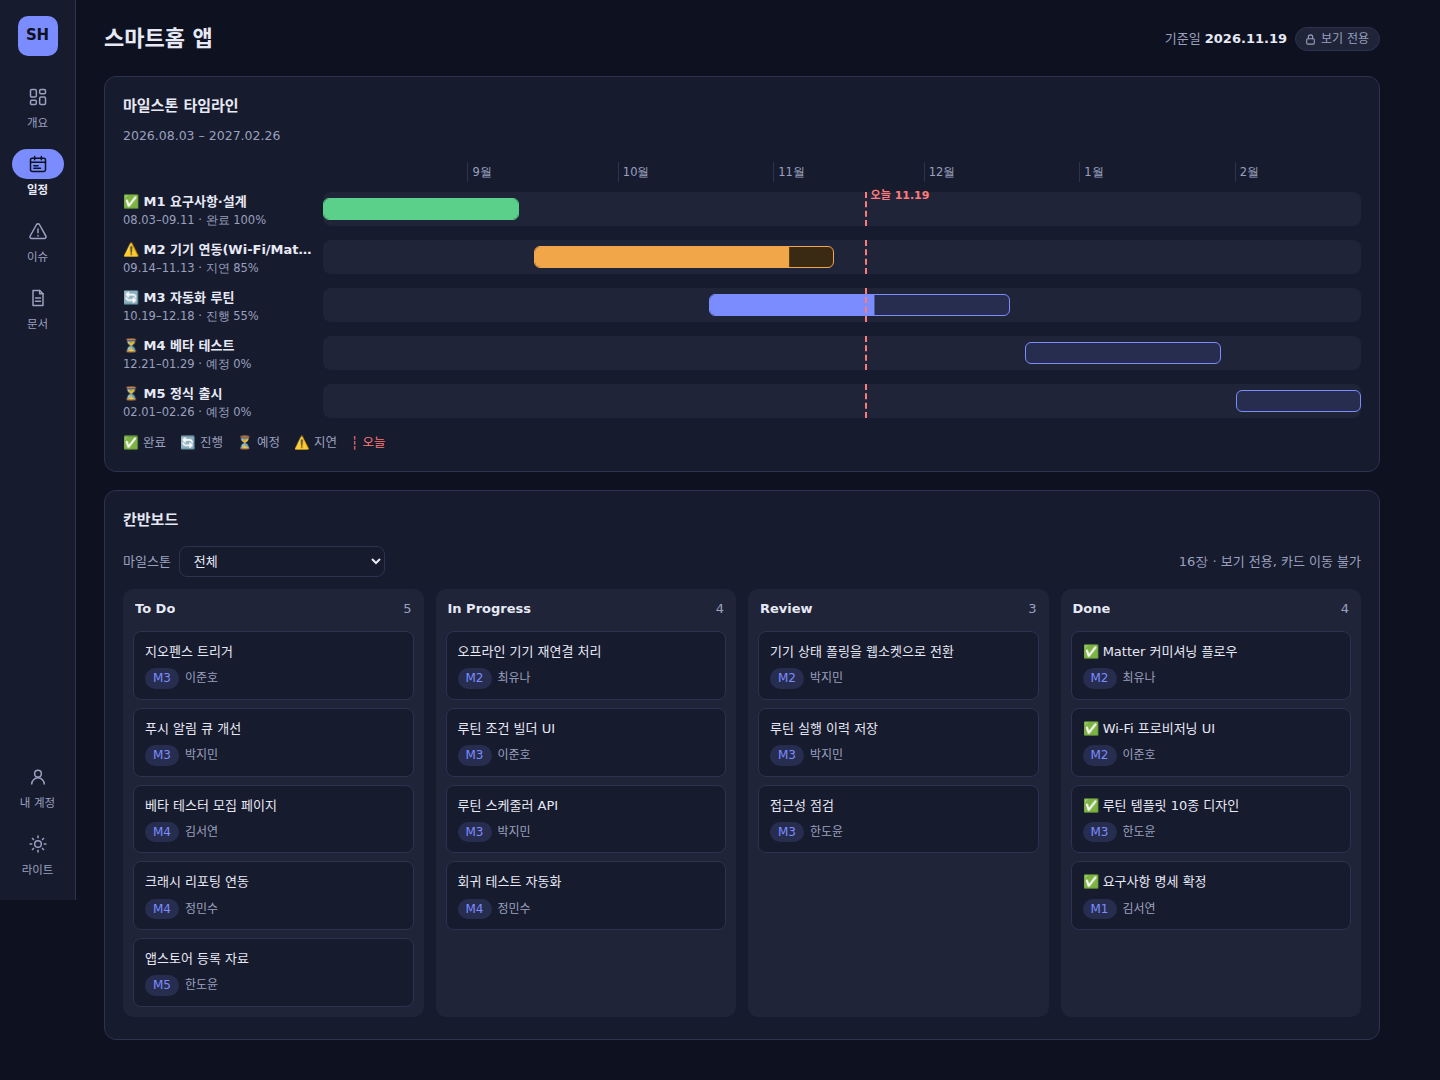 SH
개요
일정
이슈
문서
내 계정
라이트
스마트홈 앱
기준일 2026.11.19 보기 전용
마일스톤 타임라인
2026.08.03 – 2027.02.26
9월 10월 11월 12월 1월 2월
오늘 11.19
✅ M1 요구사항·설계
08.03–09.11 · 완료 100%
⚠️ M2 기기 연동(Wi-Fi/Mat…
09.14–11.13 · 지연 85%
🔄 M3 자동화 루틴
10.19–12.18 · 진행 55%
⏳ M4 베타 테스트
12.21–01.29 · 예정 0%
⏳ M5 정식 출시
02.01–02.26 · 예정 0%
✅ 완료 🔄 진행 ⏳ 예정 ⚠️ 지연 ┆ 오늘
칸반보드
마일스톤 전체
16장 · 보기 전용, 카드 이동 불가
To Do 5
지오펜스 트리거
M3 이준호
푸시 알림 큐 개선
M3 박지민
베타 테스터 모집 페이지
M4 김서연
크래시 리포팅 연동
M4 정민수
앱스토어 등록 자료
M5 한도윤
In Progress 4
오프라인 기기 재연결 처리
M2 최유나
루틴 조건 빌더 UI
M3 이준호
루틴 스케줄러 API
M3 박지민
회귀 테스트 자동화
M4 정민수
Review 3
기기 상태 폴링을 웹소켓으로 전환
M2 박지민
루틴 실행 이력 저장
M3 박지민
접근성 점검
M3 한도윤
Done 4
✅ Matter 커미셔닝 플로우
M2 최유나
✅ Wi-Fi 프로비저닝 UI
M2 이준호
✅ 루틴 템플릿 10종 디자인
M3 한도윤
✅ 요구사항 명세 확정
M1 김서연